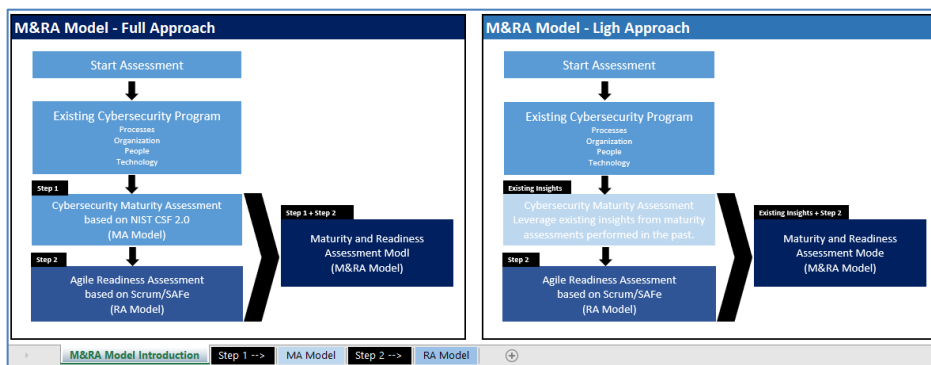 M&RA Model - Full Approach
Start Assessment
Existing Cybersecurity Program
Processes
Organization
People
Technology
Step 1
Cybersecurity Maturity Assessment
based on NIST CSF 2.0
(MA Model)
Step 2
Agile Readiness Assessment
based on Scrum/SAFe
(RA Model)
Step 1 + Step 2
Maturity and Readiness
Assessment Modl
(M&RA Model)
M&RA Model - Ligh Approach
Start Assessment
Existing Cybersecurity Program
Processes
Organization
People
Technology
Existing Insights
Cybersecurity Maturity Assessment
Leverage existing insights from maturity
assessments performed in the past.
Step 2
Agile Readiness Assessment
based on Scrum/SAFe
(RA Model)
Existing Insights + Step 2
Maturity and Readiness
Assessment Mode
(M&RA Model)
M&RA Model Introduction Step 1 --> MA Model Step 2 --> RA Model